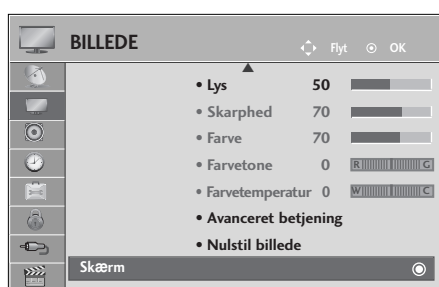 BILLEDE Flyt OK
• Lys 50
• Skarphed 70
• Farve 70
• Farvetone 0 R G
• Farvetemperatur 0 W C
• Avanceret betjening
• Nulstil billede
Skærm